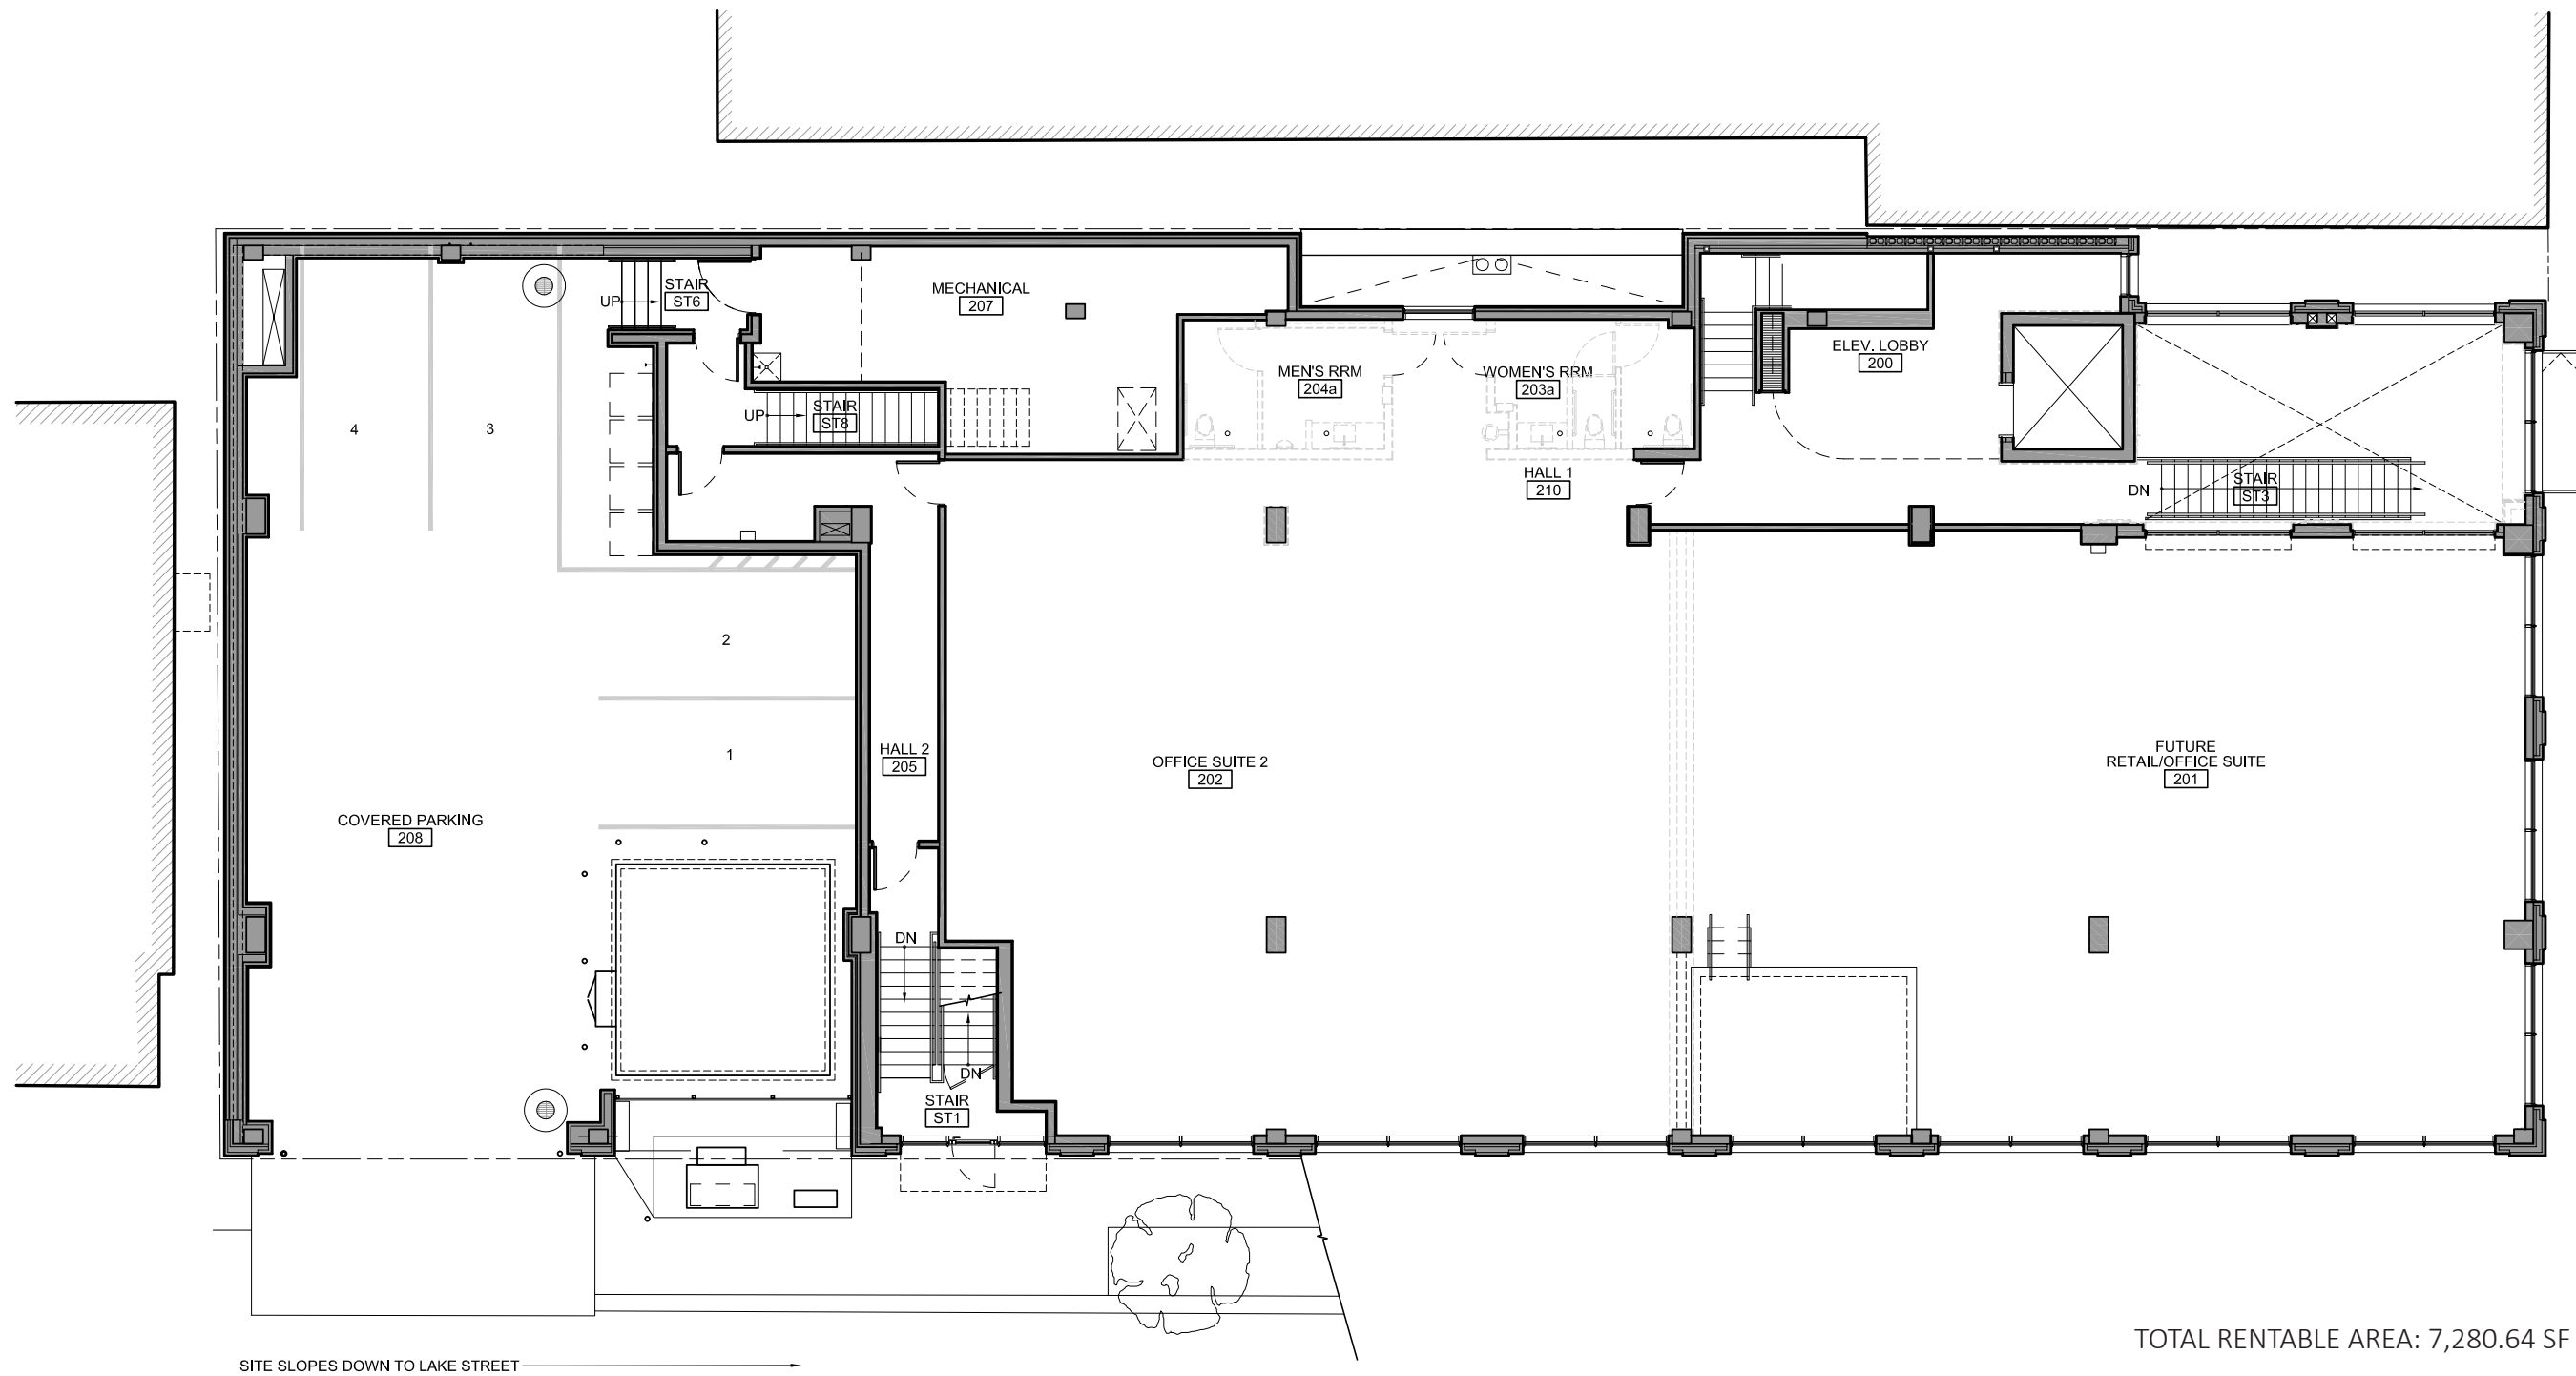 UP
STAIR
ST6
MECHANICAL
207
MEN'S RRM
204a
WOMEN'S RRM
203a
ELEV. LOBBY
200
UP
STAIR
ST8
4
3
HALL 1
210
DN
STAIR
ST3
2
1
HALL 2
205
OFFICE SUITE 2
202
FUTURE
RETAIL/OFFICE SUITE
201
COVERED PARKING
208
DN
DN
STAIR
ST1
TOTAL RENTABLE AREA: 7,280.64 SF
SITE SLOPES DOWN TO LAKE STREET